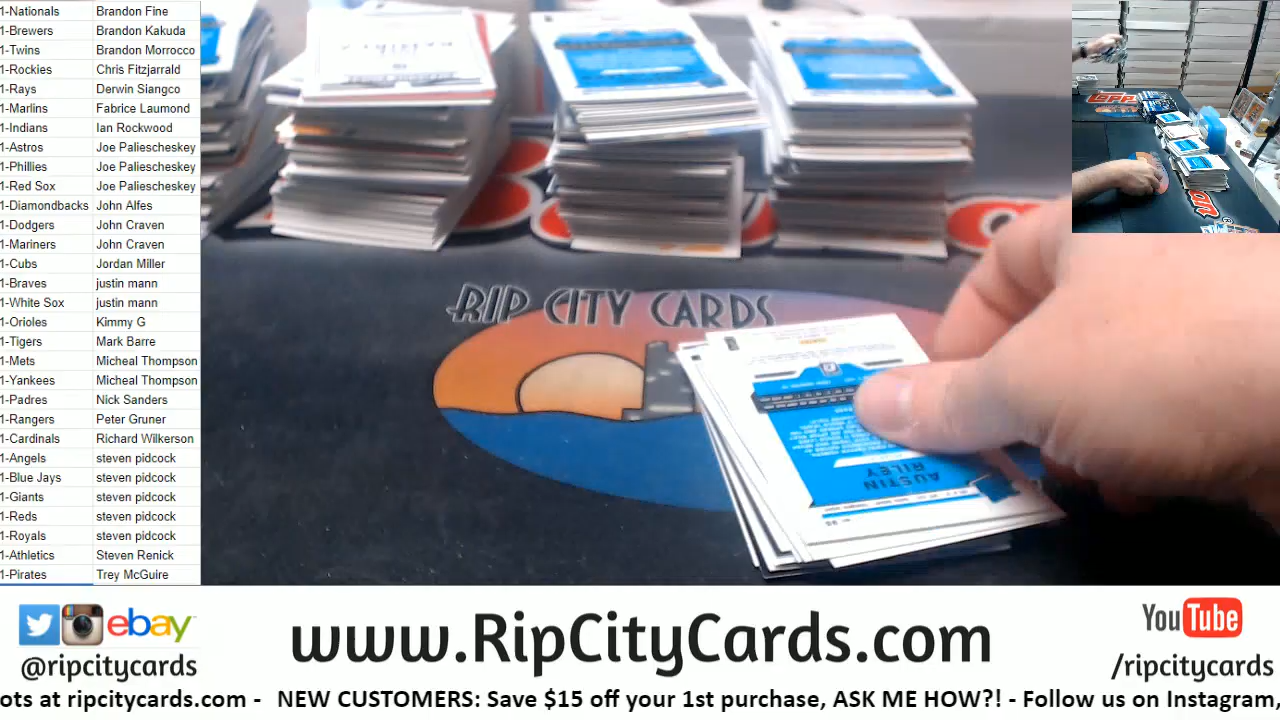 1-Nationals Brandon Fine
1-Brewers Brandon Kakuda
1-Twins Brandon Morrocco
1-Rockies Chris Fitzjarrald
1-Rays Derwin Siangco
1-Marlins Fabrice Laumond
1-Indians Ian Rockwood
1-Astros Joe Paliescheskey
1-Phillies Joe Paliescheskey
1-Red Sox Joe Paliescheskey
1-Diamondbacks John Alfes
1-Dodgers John Craven
1-Mariners John Craven
1-Cubs Jordan Miller
1-Braves justin mann
1-White Sox justin mann
1-Orioles Kimmy G
1-Tigers Mark Barre
1-Mets Micheal Thompson
1-Yankees Micheal Thompson
1-Padres Nick Sanders
1-Rangers Peter Gruner
1-Cardinals Richard Wilkerson
1-Angels steven pidcock
1-Blue Jays steven pidcock
1-Giants steven pidcock
1-Reds steven pidcock
1-Royals steven pidcock
1-Athletics Steven Renick
1-Pirates Trey McGuire
RIP CITY CARDS
AUSTIN
RILEY
ebay
@ripcitycards
www.RipCityCards.com
YouTube
/ripcitycards
ots at ripcitycards.com - NEW CUSTOMERS: Save $15 off your 1st purchase, ASK ME HOW?! - Follow us on Instagram,